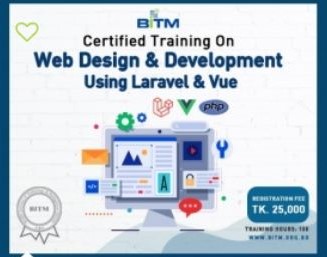 BITM
Certified Training On
Web Design & Development
Using Laravel & Vue
php
</>
A
BITM
REGISTRATION FEE
TK. 25,000
TRAINING HOURS: 100
WWW.BITM.ORG.BD